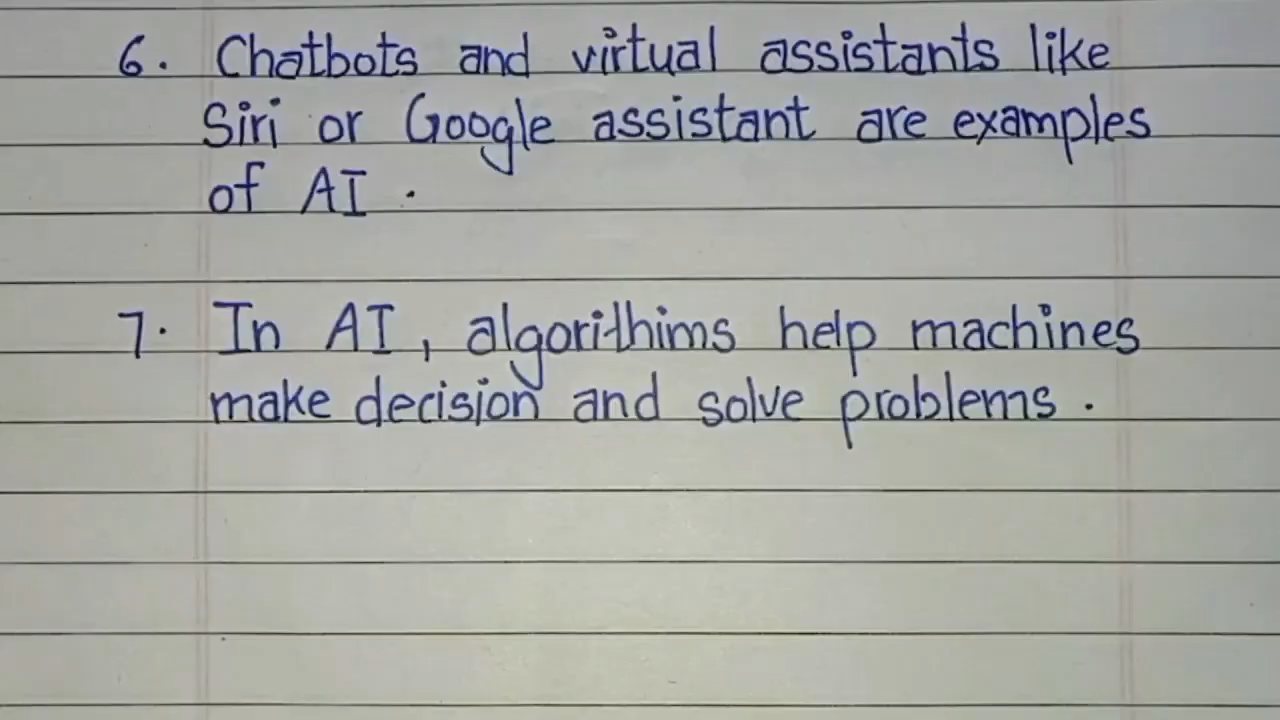 6. Chatbots and virtual assistants like
Siri or Google assistant are examples
of AI .
7. In AI, algorithims help machines
make decision and solve problems .